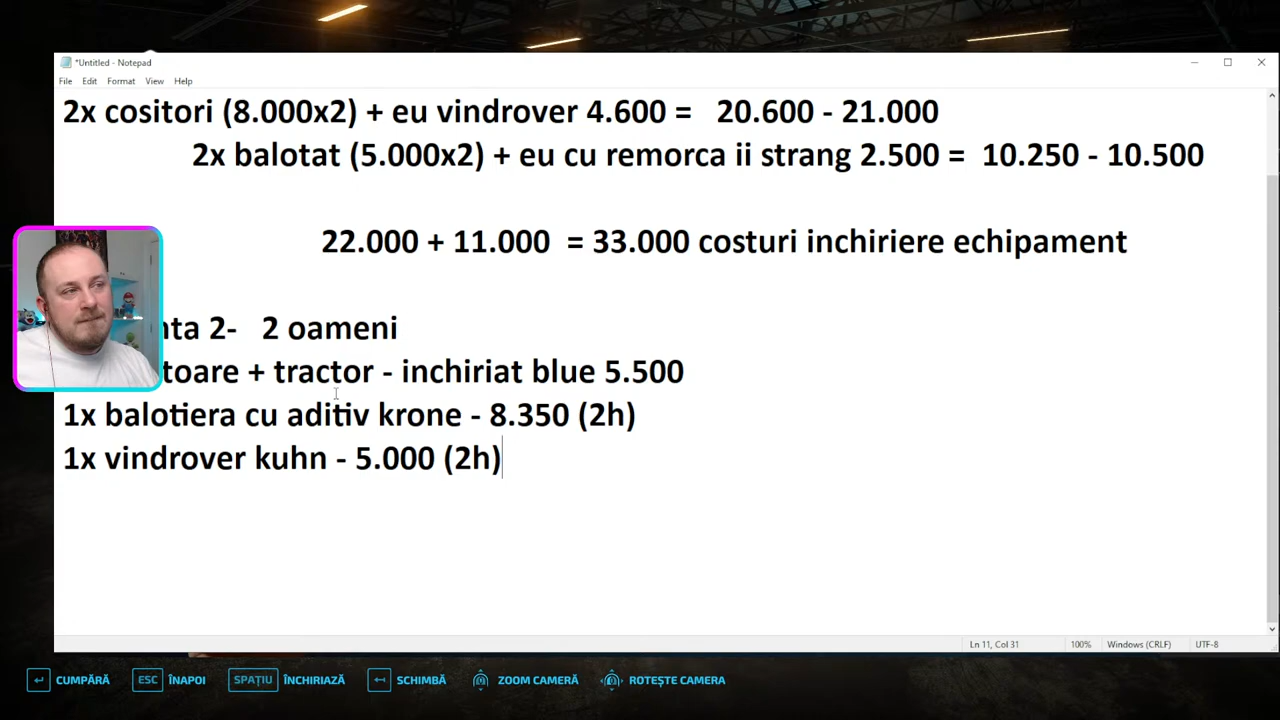 *Untitled - Notepad
File Edit Format View Help
2x cositori (8.000x2) + eu vindrover 4.600 = 20.600 - 21.000
2x balotat (5.000x2) + eu cu remorca ii strang 2.500 = 10.250 - 10.500
22.000 + 11.000 = 33.000 costuri inchiriere echipament
nta 2- 2 oameni
toare + tractor - inchiriat blue 5.500
1x balotiera cu aditiv krone - 8.350 (2h)
1x vindrover kuhn - 5.000 (2h)
Ln 11, Col 31 100% Windows (CRLF) UTF-8
CUMPĂRĂ ESC ÎNAPOI SPAȚIU ÎNCHIRIAZĂ SCHIMBĂ ZOOM CAMERĂ ROTEȘTE CAMERA